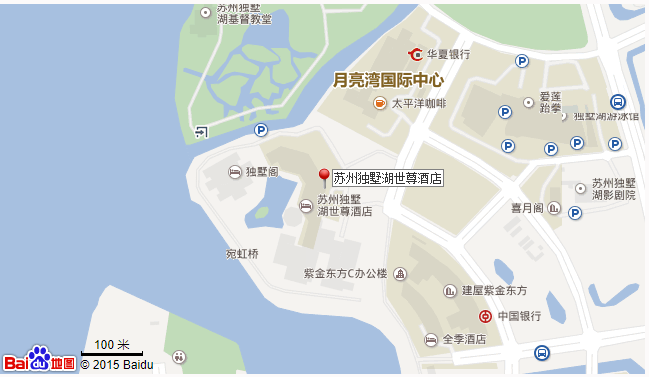 苏州独墅
湖基督教堂
华夏银行
月亮湾国际中心
太平洋咖啡
爱莲
跆拳
独墅湖游泳馆
独墅阁
苏州独墅湖世尊酒店
苏州独墅
湖影剧院
苏州独墅
湖世尊酒店
喜月阁
宛虹桥
紫金东方C办公楼
建屋紫金东方
中国银行
全季酒店
100 米
Bai du 地图
© 2015 Baidu
P
P
P
P
P
P
P
P